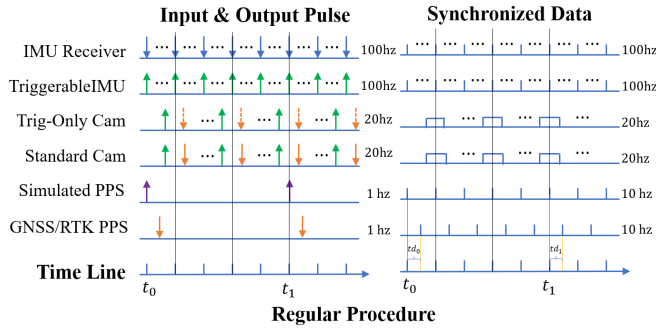 Input & Output Pulse
Synchronized Data
IMU Receiver
... ... ... ... 100hz
... ... ... ... 100hz
TriggerableIMU
... ... ... ... 100hz
... ... ... ... 100hz
Trig-Only Cam
... ... ... 20hz
... ... ... 20hz
Standard Cam
... ... ... 20hz
... ... ... 20hz
Simulated PPS
1 hz
10 hz
GNSS/RTK PPS
1 hz
10 hz
td0
td1
Time Line
t0
t1
t0
t1
Regular Procedure